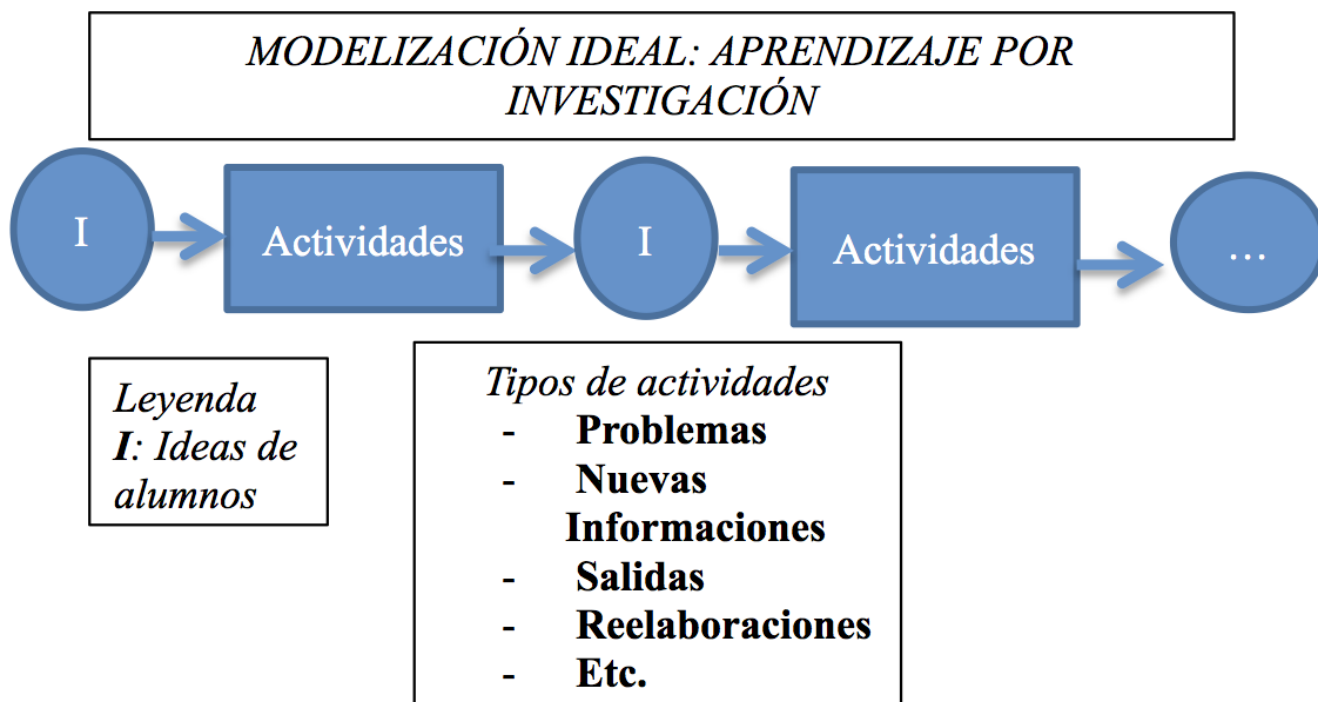 MODELIZACIÓN IDEAL: APRENDIZAJE POR
INVESTIGACIÓN
I
Actividades
I
Actividades
...
Leyenda
I: Ideas de
alumnos
Tipos de actividades
- Problemas
- Nuevas
Informaciones
- Salidas
- Reelaboraciones
- Etc.